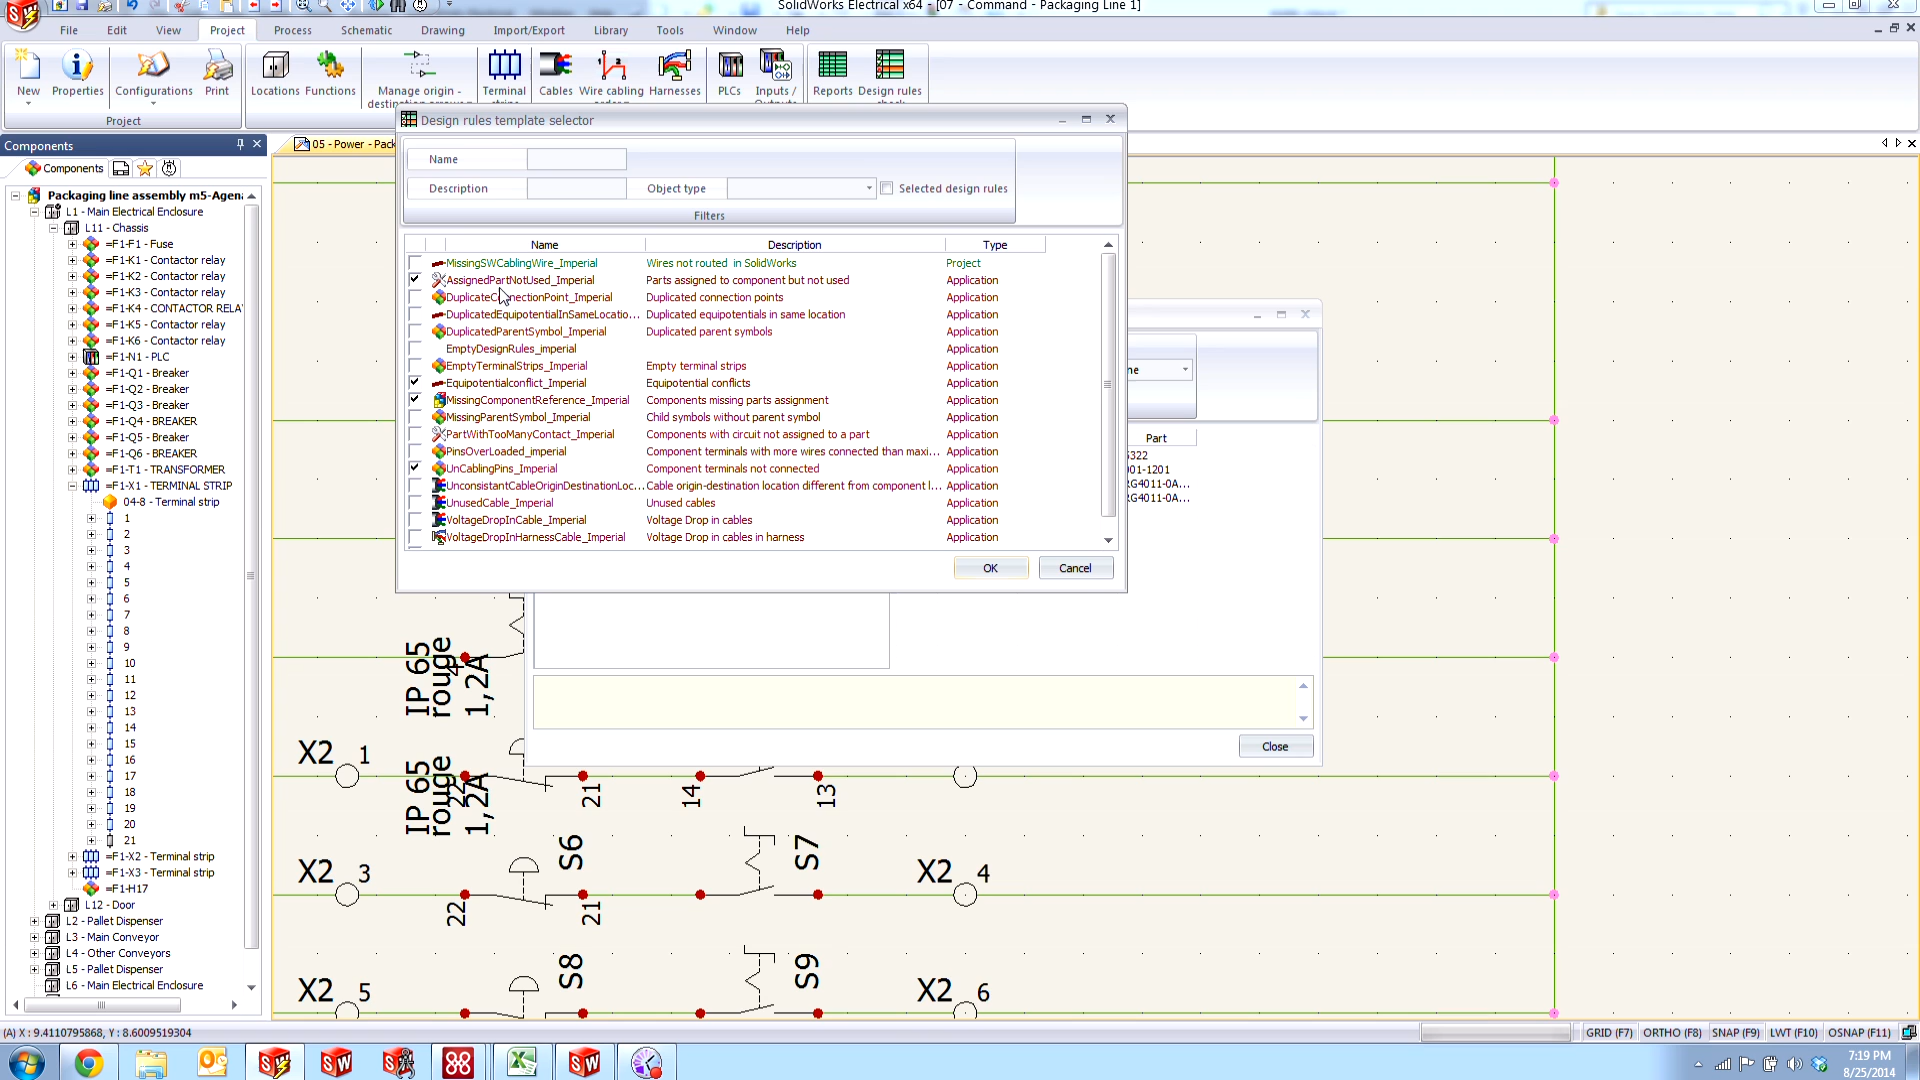 SolidWorks Electrical x64 - [07 - Command - Packaging Line 1]
File Edit View Project Process Schematic Drawing Import/Export Library Tools Window Help
New Properties Configurations Print Locations Functions Manage origin - Terminal Cables Wire cabling Harnesses PLCs Inputs / Reports Design rules
Project
Components
Components
Packaging line assembly m5-Agen
L1 - Main Electrical Enclosure
L11 - Chassis
=F1-F1 - Fuse
=F1-K1 - Contactor relay
=F1-K2 - Contactor relay
=F1-K3 - Contactor relay
=F1-K4 - CONTACTOR RELA
=F1-K5 - Contactor relay
=F1-K6 - Contactor relay
=F1-N1 - PLC
=F1-Q1 - Breaker
=F1-Q2 - Breaker
=F1-Q3 - Breaker
=F1-Q4 - BREAKER
=F1-Q5 - Breaker
=F1-Q6 - BREAKER
=F1-T1 - TRANSFORMER
=F1-X1 - TERMINAL STRIP
04-8 - Terminal strip
1
2
3
4
5
6
7
8
9
10
11
12
13
14
15
16
17
18
19
20
21
=F1-X2 - Terminal strip
=F1-X3 - Terminal strip
=F1-H17
L12 - Door
L2 - Pallet Dispenser
L3 - Main Conveyor
L4 - Other Conveyors
L5 - Pallet Dispenser
L6 - Main Electrical Enclosure
05 - Power - Pack
Design rules template selector
Name
Description Object type Selected design rules
Filters
Name Description Type
MissingSWCablingWire_Imperial Wires not routed in SolidWorks Project
AssignedPartNotUsed_Imperial Parts assigned to component but not used Application
DuplicateConnectionPoint_Imperial Duplicated connection points Application
DuplicatedEquipotentialInSameLocatio... Duplicated equipotentials in same location Application
DuplicatedParentSymbol_Imperial Duplicated parent symbols Application
EmptyDesignRules_imperial Application
EmptyTerminalStrips_Imperial Empty terminal strips Application
Equipotentialconflict_Imperial Equipotential conflicts Application
MissingComponentReference_Imperial Components missing parts assignment Application
MissingParentSymbol_Imperial Child symbols without parent symbol Application
PartWithTooManyContact_Imperial Components with circuit not assigned to a part Application
PinsOverLoaded_imperial Component terminals with more wires connected than maxi... Application
UnCablingPins_Imperial Component terminals not connected Application
UnconsistantCableOriginDestinationLoc... Cable origin-destination location different from component l... Application
UnusedCable_Imperial Unused cables Application
VoltageDropInCable_Imperial Voltage Drop in cables Application
VoltageDropInHarnessCable_Imperial Voltage Drop in cables in harness Application
OK Cancel
ne
Part
5322
001-1201
RG4011-0A...
RG4011-0A...
Close
IP 65
rouge
1,2A
X2 1
IP 65
rouge
1,2A
22 21 14 13
X2 3 S6 S7 X2 4
22 21
X2 5 S8 S9 X2 6
(A) X : 9.4110795868, Y : 8.6009519304
GRID (F7) ORTHO (F8) SNAP (F9) LWT (F10) OSNAP (F11)
7:19 PM
8/25/2014